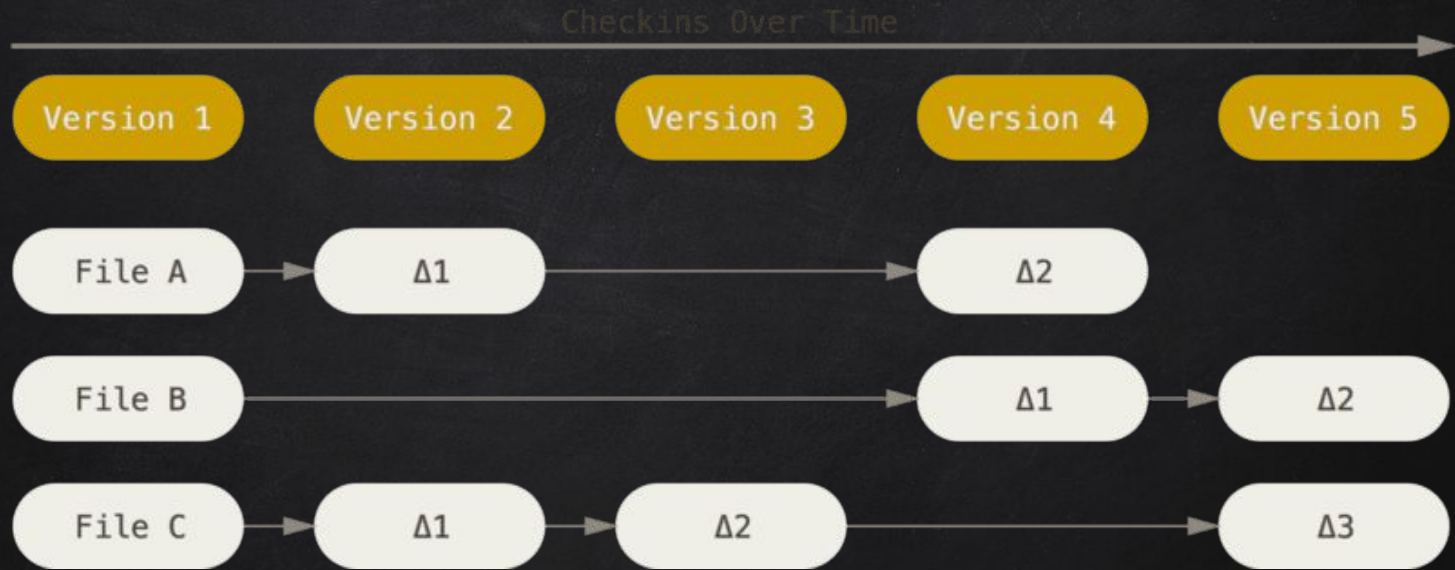 Checkins Over Time
Version 1 Version 2 Version 3 Version 4 Version 5
File A Δ1 Δ2
File B Δ1 Δ2
File C Δ1 Δ2 Δ3